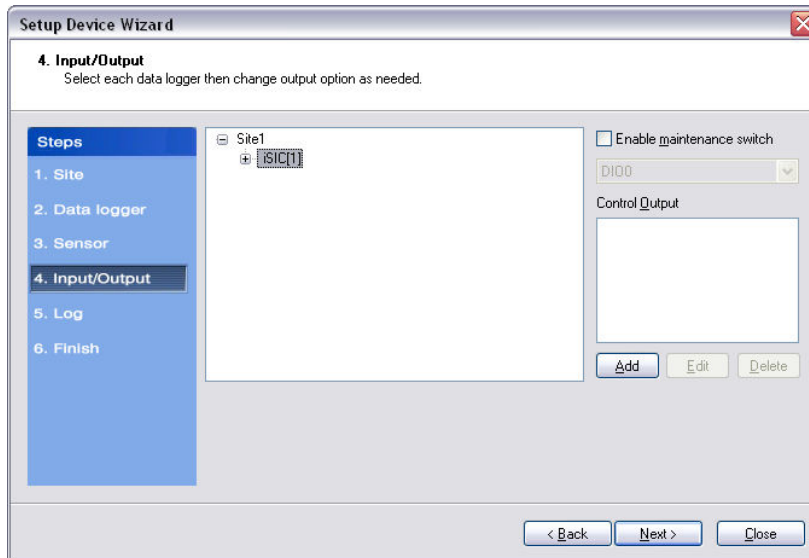 Setup Device Wizard
4. Input/Output
Select each data logger then change output option as needed.
Steps
1. Site
2. Data logger
3. Sensor
4. Input/Output
5. Log
6. Finish
Site1
iSIC[1]
Enable maintenance switch
DIO0
Control Output
Add
Edit
Delete
< Back
Next >
Close